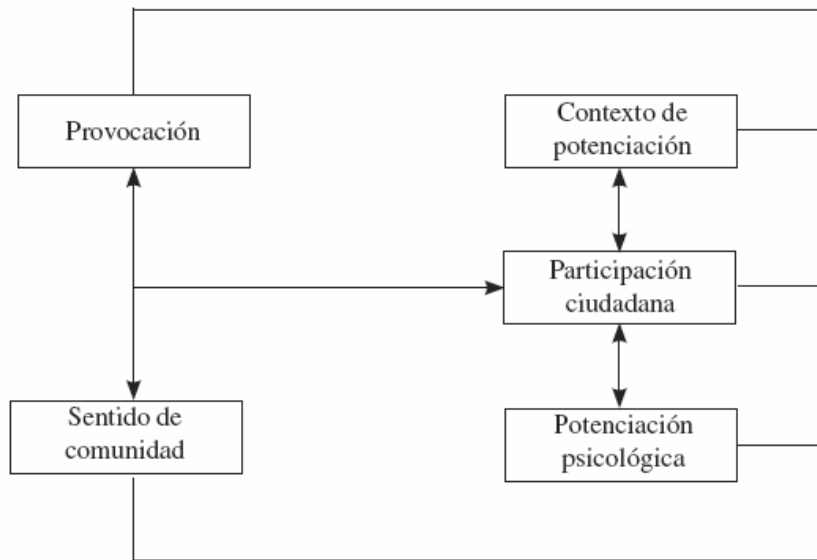 Provocación
Contexto de
potenciación
Participación
ciudadana
Sentido de
comunidad
Potenciación
psicológica